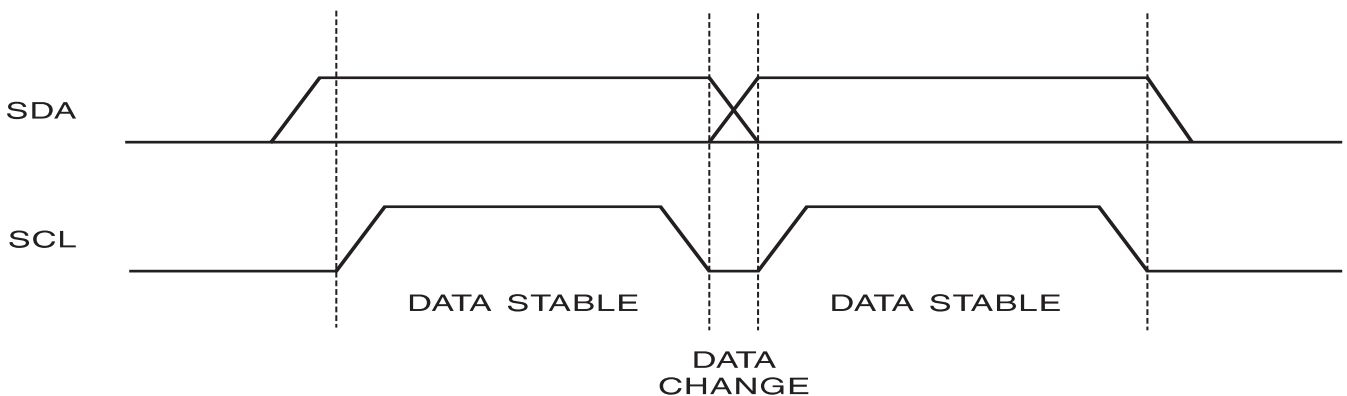 SDA
SCL
DATA STABLE
DATA STABLE
DATA
CHANGE